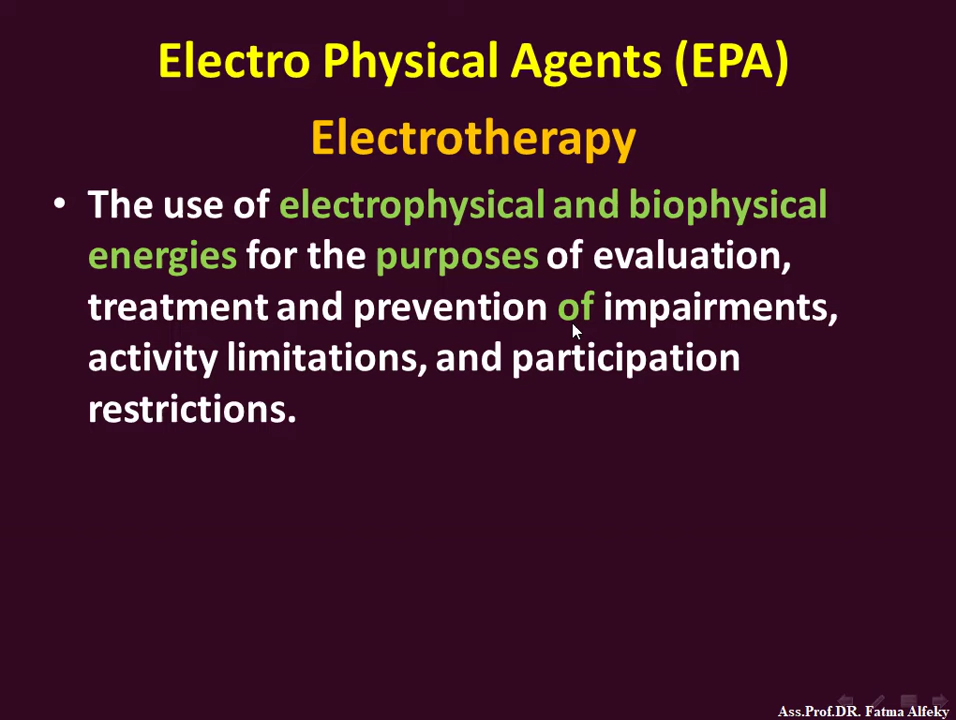 Electro Physical Agents (EPA)
Electrotherapy
• The use of electrophysical and biophysical
energies for the purposes of evaluation,
treatment and prevention of impairments,
activity limitations, and participation
restrictions.
Ass.Prof.DR. Fatma Alfeky